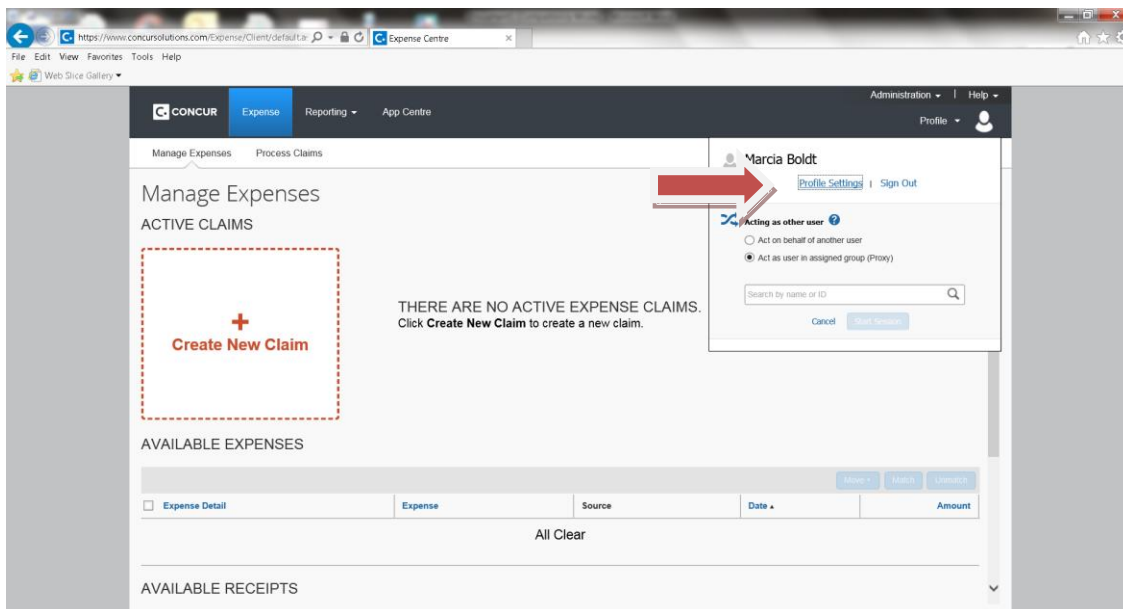 https://www.concursolutions.com/Expense/Client/default.a
Expense Centre
File Edit View Favorites Tools Help
Web Slice Gallery
Administration | Help
C. CONCUR Expense Reporting App Centre
Profile
Manage Expenses Process Claims
Marcia Boldt
Profile Settings | Sign Out
Manage Expenses
ACTIVE CLAIMS
Acting as other user ?
Act on behalf of another user
Act as user in assigned group (Proxy)
Search by name or ID
Cancel Start Session
THERE ARE NO ACTIVE EXPENSE CLAIMS.
Click Create New Claim to create a new claim.
+
Create New Claim
AVAILABLE EXPENSES
Move Match Unmatch
Expense Detail Expense Source Date Amount
All Clear
AVAILABLE RECEIPTS